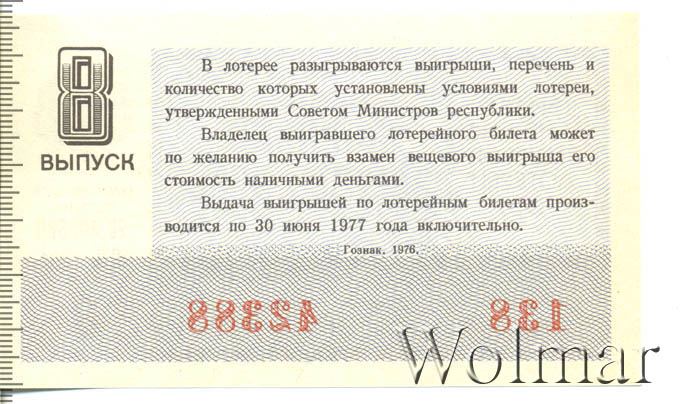 8
ВЫПУСК
В лотерее разыгрываются выигрыши, перечень и
количество которых установлены условиями лотереи,
утвержденными Советом Министров республики.
Владелец выигравшего лотерейного билета может
по желанию получить взамен вещевого выигрыша его
стоимость наличными деньгами.
Выдача выигрышей по лотерейным билетам произ-
водится по 30 июня 1977 года включительно.
Гознак. 1976.
42388 138
Wolmar